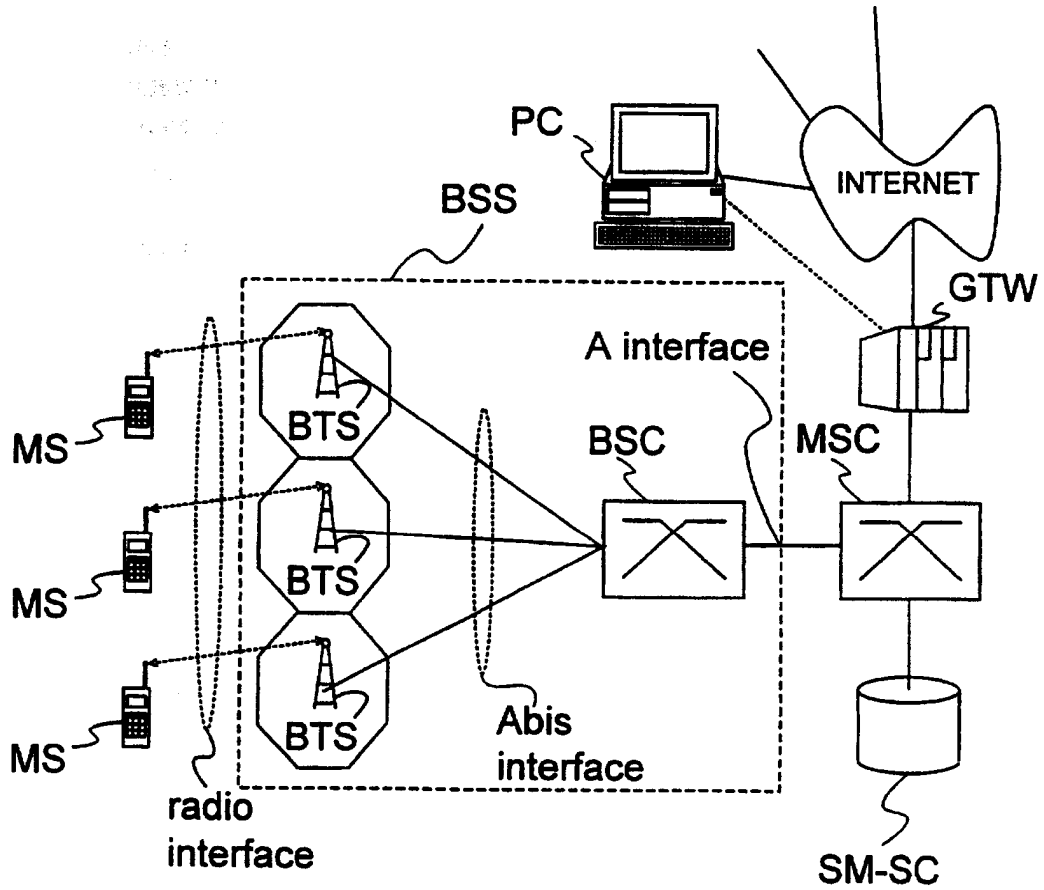 PC
INTERNET
BSS
GTW
A interface
BTS
MS
BSC
MSC
BTS
MS
BTS
MS
Abis
interface
radio
interface
SM-SC